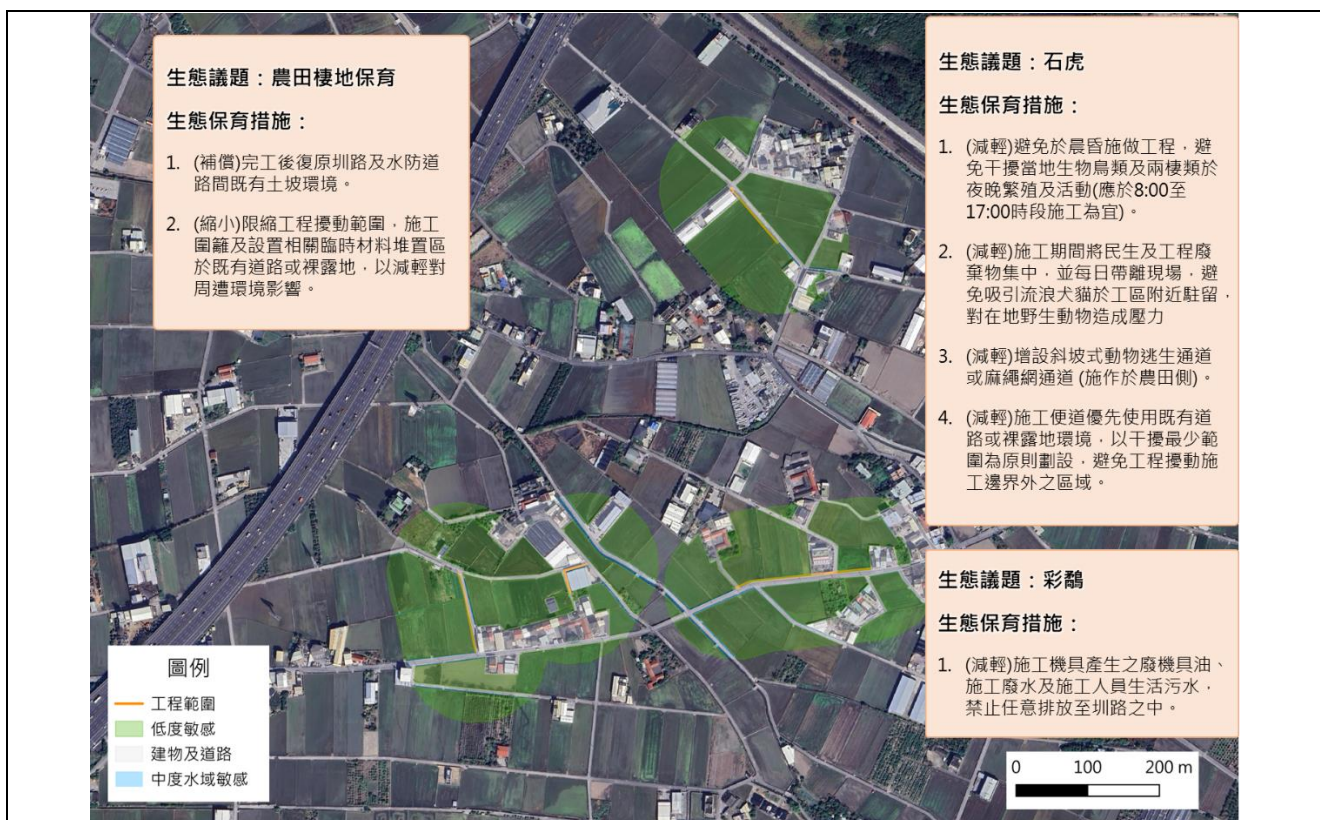 生態議題：農田棲地保育
生態保育措施：
1. (補償)完工後復原圳路及水防道
路間既有土坡環境。
2. (縮小)限縮工程擾動範圍，施工
圍籬及設置相關臨時材料堆置區
於既有道路或裸露地，以減輕對
周遭環境影響。
生態議題：石虎
生態保育措施：
1. (減輕)避免於晨昏施做工程，避
免干擾當地生物鳥類及兩棲類於
夜晚繁殖及活動(應於8:00至
17:00時段施工為宜)。
2. (減輕)施工期間將民生及工程廢
棄物集中，並每日帶離現場，避
免吸引流浪犬貓於工區附近駐留，
對在地野生動物造成壓力
3. (減輕)增設斜坡式動物逃生通道
或麻繩網通道 (施作於農田側)。
4. (減輕)施工便道優先使用既有道
路或裸露地環境，以干擾最少範
圍為原則劃設，避免工程擾動施
工邊界外之區域。
生態議題：彩鷸
生態保育措施：
1. (減輕)施工機具產生之廢機具油、
施工廢水及施工人員生活污水，
禁止任意排放至圳路之中。
圖例
工程範圍
低度敏感
建物及道路
中度水域敏感
0 100 200 m